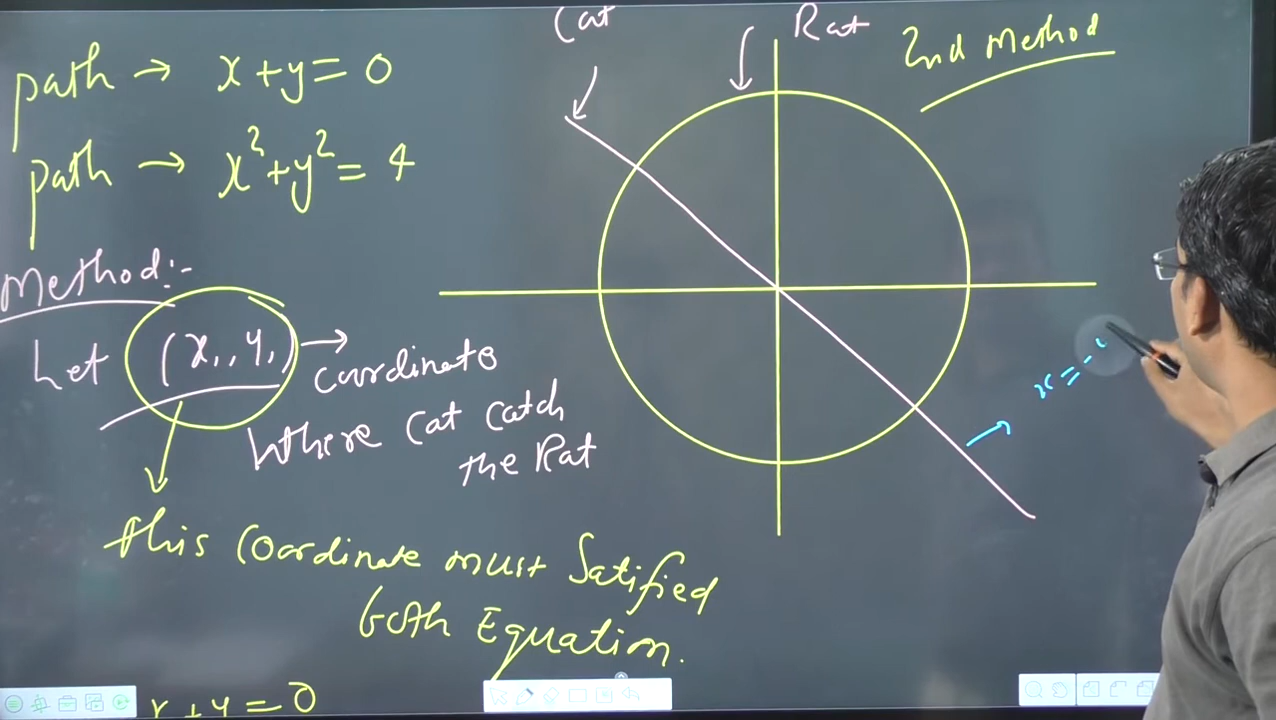 path → x+y=0
path → x²+y²=4
Method:-
Let (x₁, y₁) → coordinate
Where cat catch
the Rat
this coordinate must Satified
both Equation.
x+y=0
Cat
Rat
2nd Method
x=-